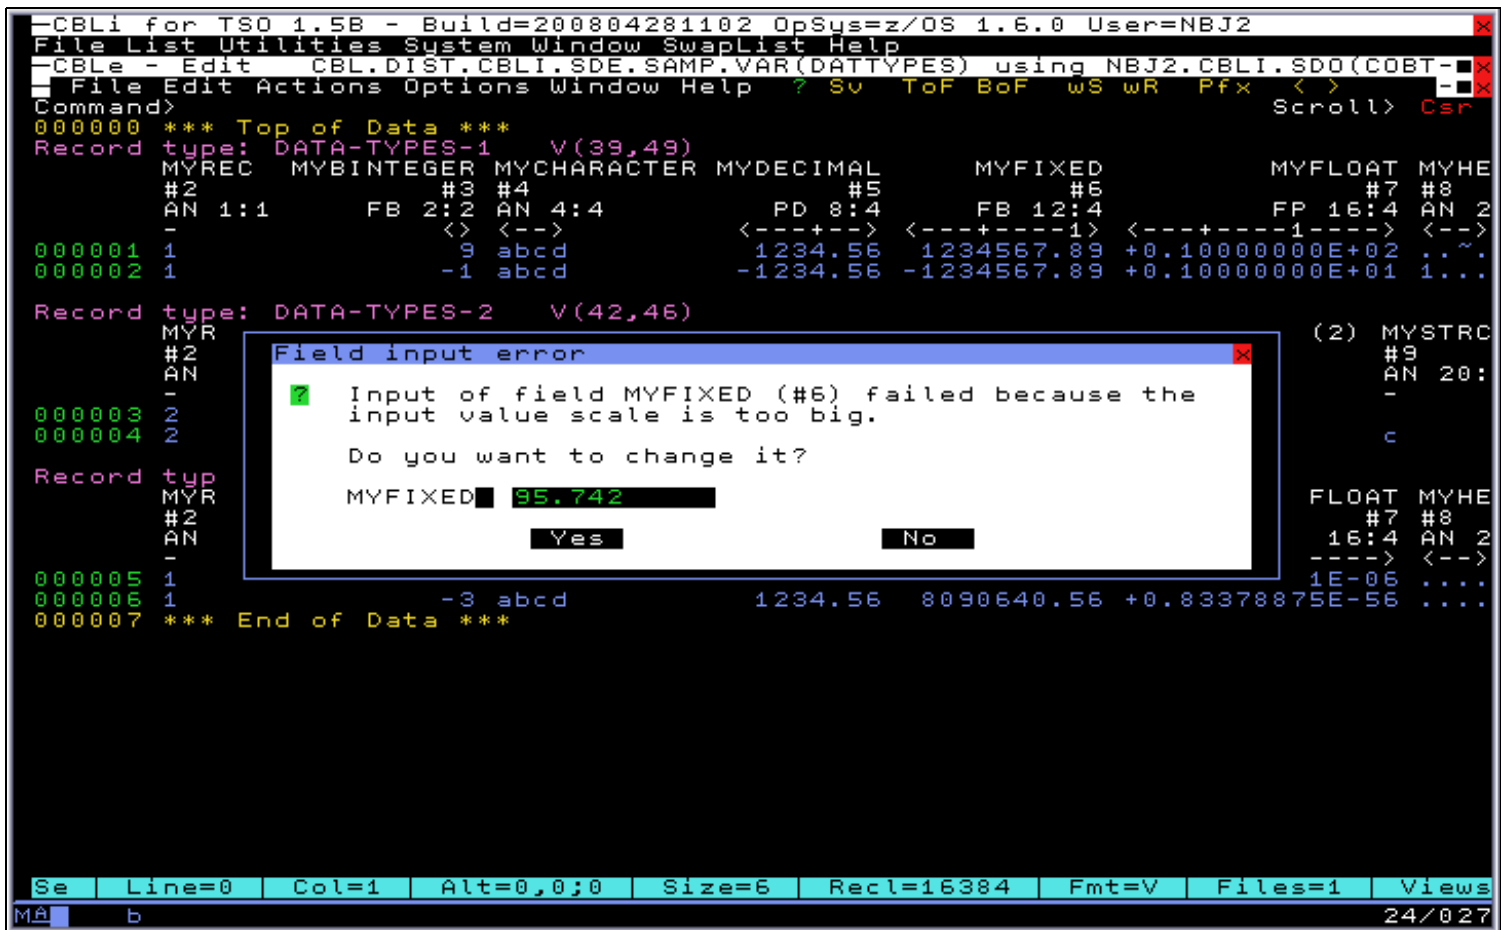 —CBLi for TSO 1.5B - Build=200804281102 OpSys=z/OS 1.6.0 User=NBJ2 x
File List Utilities System Window SwapList Help
—CBLe - Edit   CBL.DIST.CBLI.SDE.SAMP.VAR(DATTYPES) using NBJ2.CBLI.SDO(COBT-■x
- File Edit Actions Options Window Help ? Sv ToF BoF wS wR Pfx < > -■x
Command> Scroll> Csr
000000 *** Top of Data ***
Record type: DATA-TYPES-1 V(39,49)
MYREC MYBINTEGER MYCHARACTER MYDECIMAL MYFIXED MYFLOAT MYHE
#2 #3 #4 #5 #6 #7 #8
AN 1:1 FB 2:2 AN 4:4 PD 8:4 FB 12:4 FP 16:4 AN 2
- <> <--> <---+--> <---+----1> <---+----1----> <-->
000001 1 9 abcd 1234.56 1234567.89 +0.10000000E+02 ..~.
000002 1 -1 abcd -1234.56 -1234567.89 +0.10000000E+01 1...
Record type: DATA-TYPES-2 V(42,46)
MYR (2) MYSTRC
#2 #9
AN AN 20:
- -
000003 2
000004 2 c
Field input error x
? Input of field MYFIXED (#6) failed because the
input value scale is too big.
Do you want to change it?
MYFIXED 95.742
Yes No
Record typ
MYR FLOAT MYHE
#2 #7 #8
AN 16:4 AN 2
- ----> <-->
000005 1 1E-06 ....
000006 1 -3 abcd 1234.56 8090640.56 +0.83378875E-56 ....
000007 *** End of Data ***
Se Line=0 Col=1 Alt=0,0;0 Size=6 Recl=16384 Fmt=V Files=1 Views
MA b 24/027